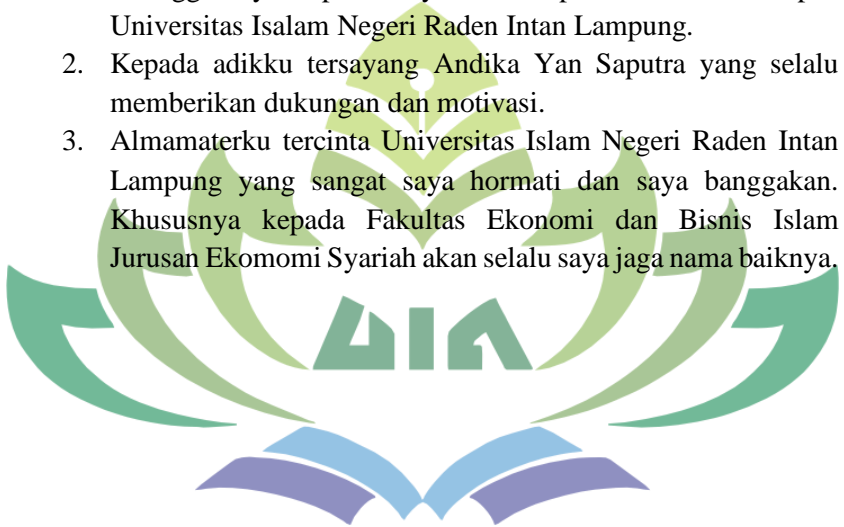 Universitas Isalam Negeri Raden Intan Lampung.
2. Kepada adikku tersayang Andika Yan Saputra yang selalu
memberikan dukungan dan motivasi.
3. Almamaterku tercinta Universitas Islam Negeri Raden Intan
Lampung yang sangat saya hormati dan saya banggakan.
Khususnya kepada Fakultas Ekonomi dan Bisnis Islam
Jurusan Ekomomi Syariah akan selalu saya jaga nama baiknya.
UIN